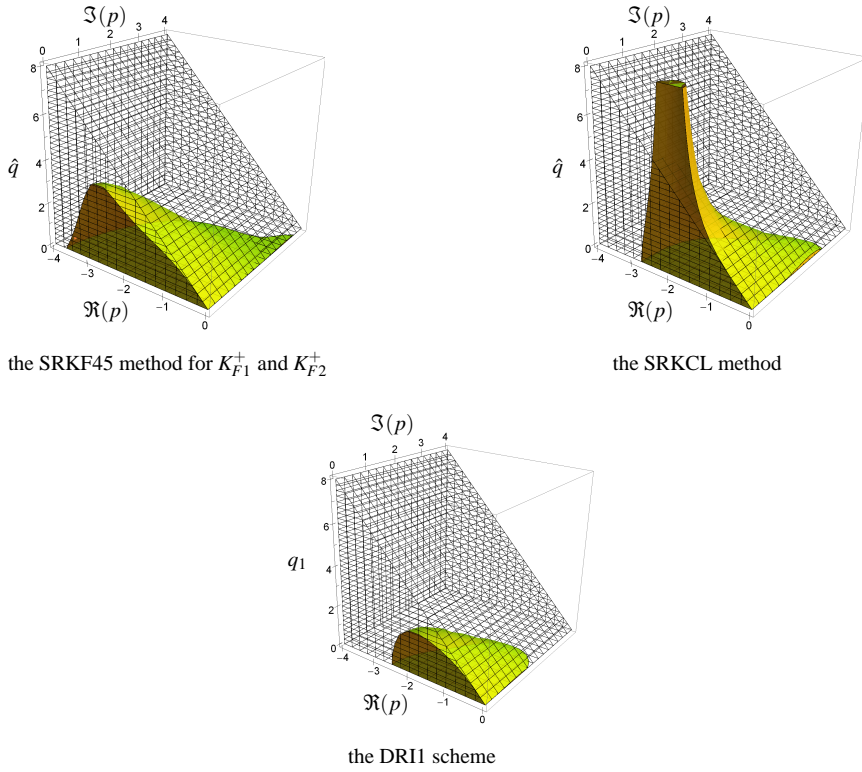 ℑ(p)
0 1 2 3 4
8
6
4
2
0
q̂
−4 −3 −2 −1 0
ℜ(p)
the SRKF45 method for K⁺_F1 and K⁺_F2
ℑ(p)
0 1 2 3 4
8
6
4
2
0
q̂
−4 −3 −2 −1 0
ℜ(p)
the SRKCL method
ℑ(p)
0 1 2 3 4
8
6
4
2
0
q₁
−4 −3 −2 −1 0
ℜ(p)
the DRI1 scheme